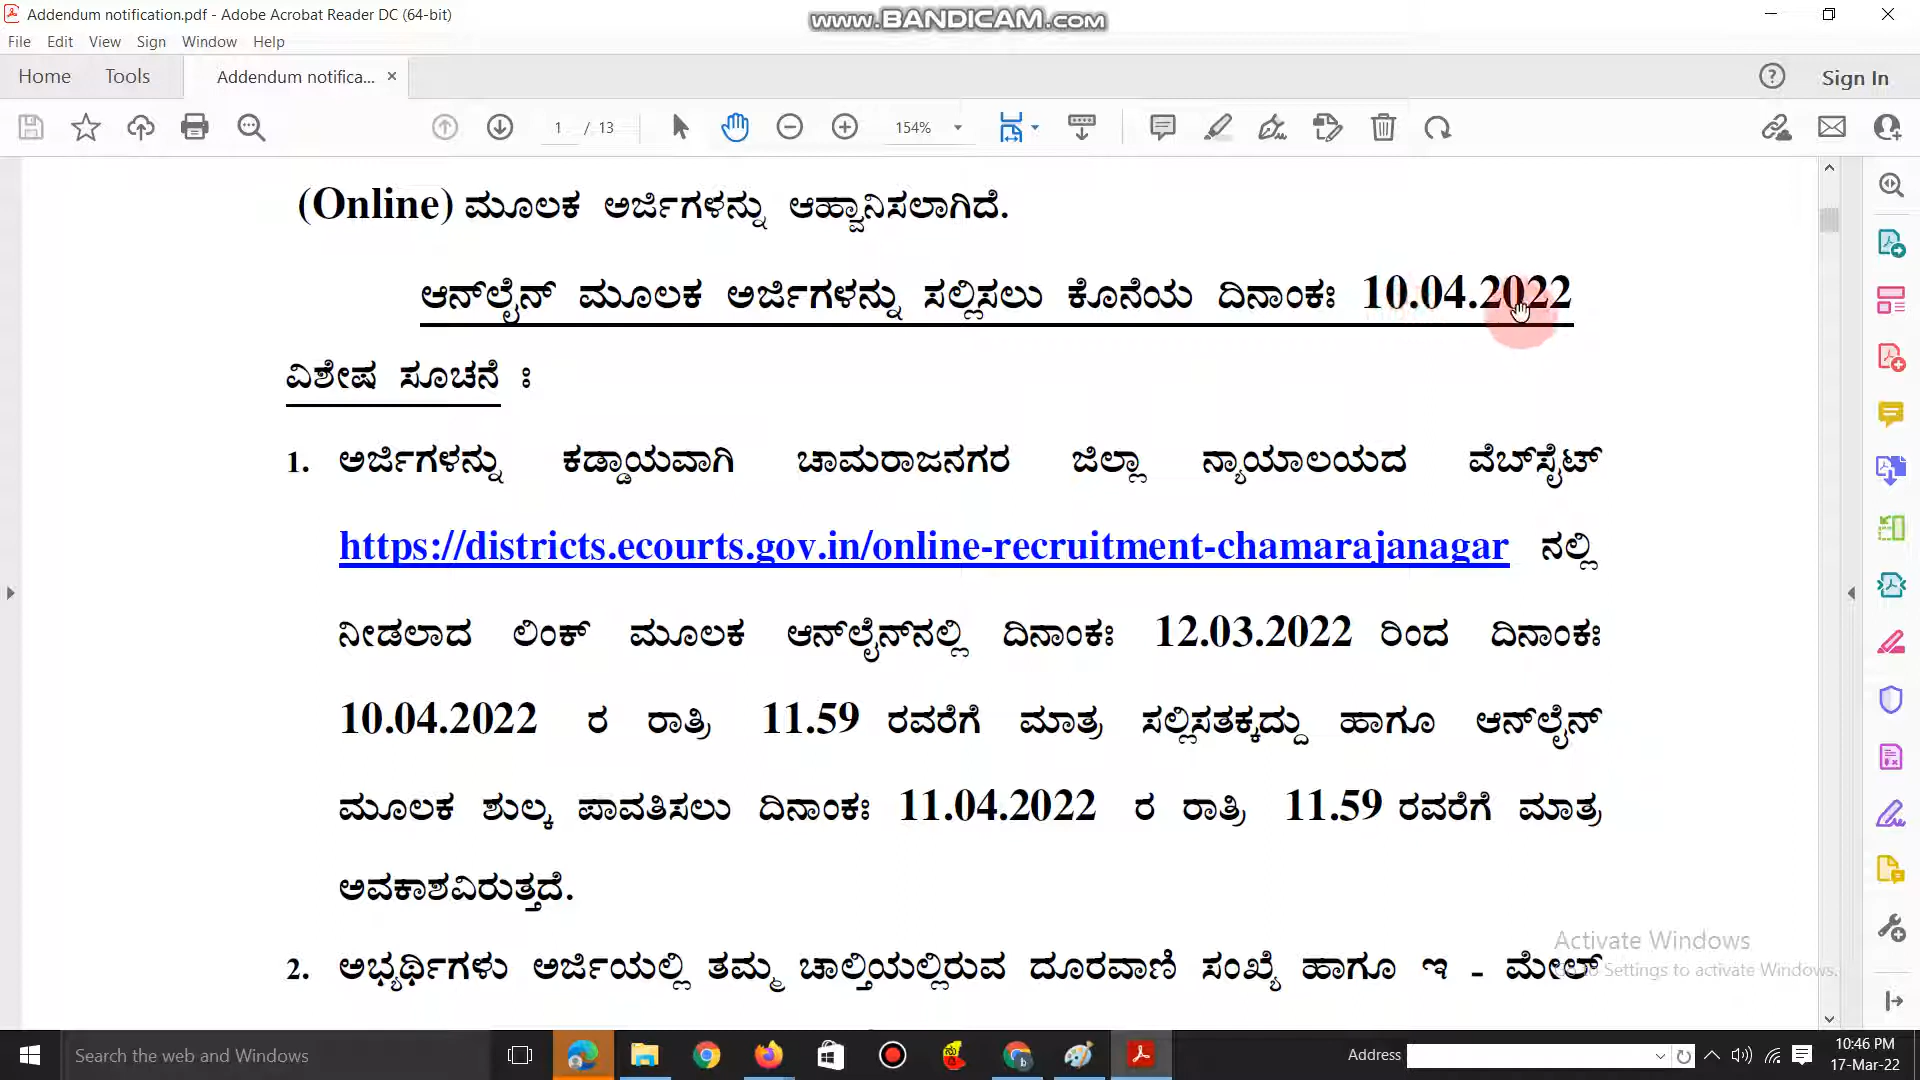 Addendum notification.pdf - Adobe Acrobat Reader DC (64-bit)
www.BANDICAM.com
File Edit View Sign Window Help
Home Tools Addendum notifica... × Sign In
1 / 13 154%
(Online) ಮೂಲಕ ಅರ್ಜಿಗಳನ್ನು ಆಹ್ವಾನಿಸಲಾಗಿದೆ.
ಆನ್‌ಲೈನ್ ಮೂಲಕ ಅರ್ಜಿಗಳನ್ನು ಸಲ್ಲಿಸಲು ಕೊನೆಯ ದಿನಾಂಕಃ 10.04.2022
ವಿಶೇಷ ಸೂಚನೆ ಃ
1. ಅರ್ಜಿಗಳನ್ನು ಕಡ್ಡಾಯವಾಗಿ ಚಾಮರಾಜನಗರ ಜಿಲ್ಲಾ ನ್ಯಾಯಾಲಯದ ವೆಬ್‌ಸೈಟ್
https://districts.ecourts.gov.in/online-recruitment-chamarajanagar ನಲ್ಲಿ
ನೀಡಲಾದ ಲಿಂಕ್ ಮೂಲಕ ಆನ್‌ಲೈನ್‌ನಲ್ಲಿ ದಿನಾಂಕಃ 12.03.2022 ರಿಂದ ದಿನಾಂಕಃ
10.04.2022 ರ ರಾತ್ರಿ 11.59 ರವರೆಗೆ ಮಾತ್ರ ಸಲ್ಲಿಸತಕ್ಕದ್ದು ಹಾಗೂ ಆನ್‌ಲೈನ್
ಮೂಲಕ ಶುಲ್ಕ ಪಾವತಿಸಲು ದಿನಾಂಕಃ 11.04.2022 ರ ರಾತ್ರಿ 11.59 ರವರೆಗೆ ಮಾತ್ರ
ಅವಕಾಶವಿರುತ್ತದೆ.
2. ಅಭ್ಯರ್ಥಿಗಳು ಅರ್ಜಿಯಲ್ಲಿ ತಮ್ಮ ಚಾಲ್ತಿಯಲ್ಲಿರುವ ದೂರವಾಣಿ ಸಂಖ್ಯೆ ಹಾಗೂ ಇ - ಮೇಲ್
Activate Windows
Go to Settings to activate Windows.
Search the web and Windows Address 10:46 PM
17-Mar-22